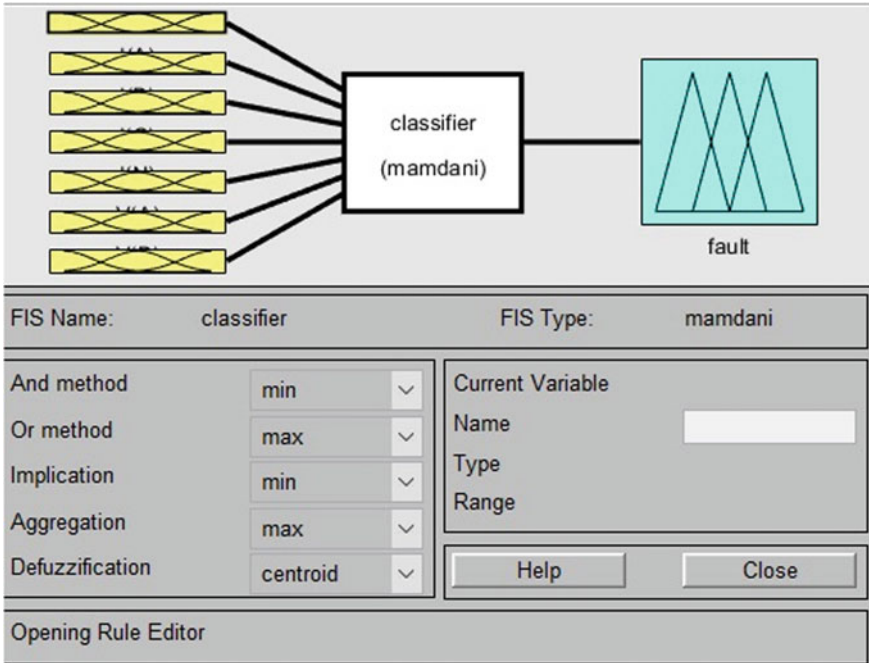 classifier
(mamdani)
fault
FIS Name: classifier FIS Type: mamdani
And method min
Or method max
Implication min
Aggregation max
Defuzzification centroid
Current Variable
Name
Type
Range
Help Close
Opening Rule Editor